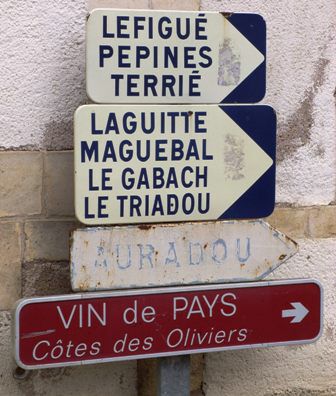 LEFIGUÉ
PEPINES
TERRIÉ
LAGUITTE
MAGUEBAL
LE GABACH
LE TRIADOU
AURADOU
VIN de PAYS
Côtes des Oliviers